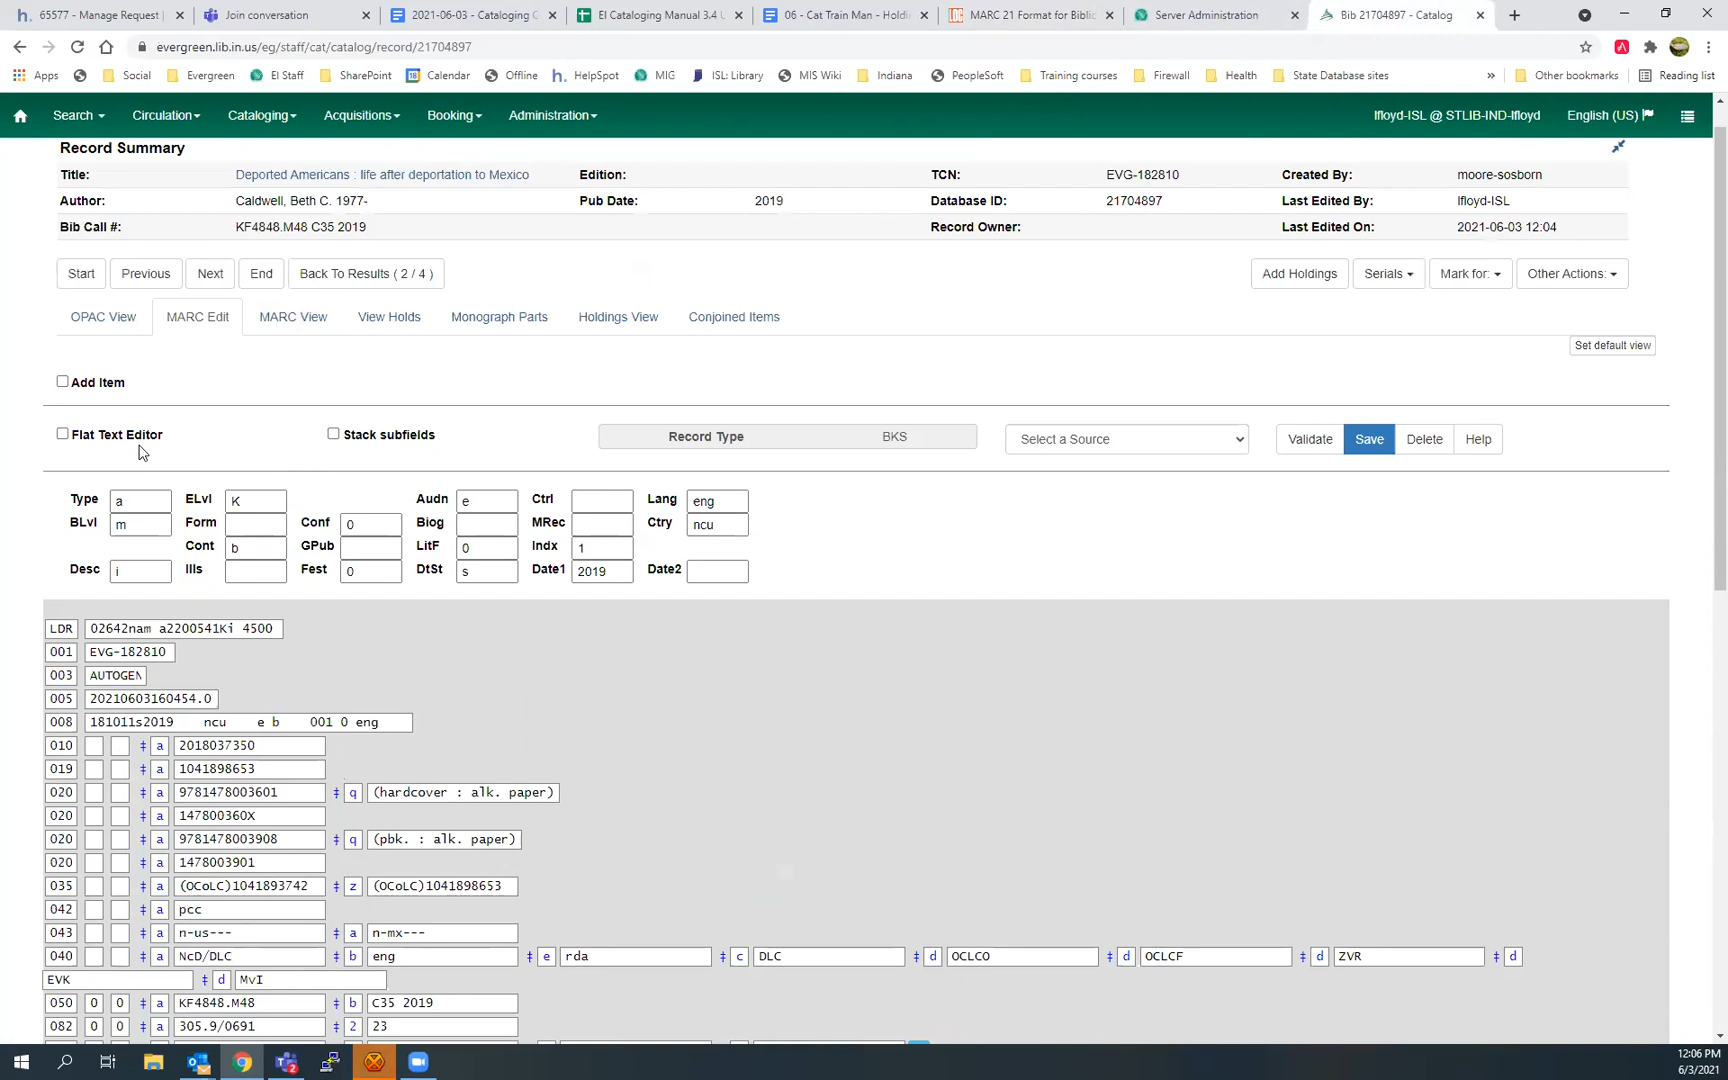 65577 - Manage Request
Join conversation
2021-06-03 - Cataloging
EI Cataloging Manual 3.4
06 - Cat Train Man - Holdi
MARC 21 Format for Biblic
Server Administration
Bib 21704897 - Catalog
evergreen.lib.in.us/eg/staff/cat/catalog/record/21704897
Apps Social Evergreen EI Staff SharePoint Calendar Offline HelpSpot MIG ISL: Library MIS Wiki Indiana PeopleSoft Training courses Firewall Health State Database sites » Other bookmarks Reading list
Search Circulation Cataloging Acquisitions Booking Administration lfloyd-ISL @ STLIB-IND-lfloyd English (US)
Record Summary
Title: Deported Americans : life after deportation to Mexico Edition: TCN: EVG-182810 Created By: moore-sosborn
Author: Caldwell, Beth C. 1977- Pub Date: 2019 Database ID: 21704897 Last Edited By: lfloyd-ISL
Bib Call #: KF4848.M48 C35 2019 Record Owner: Last Edited On: 2021-06-03 12:04
Start Previous Next End Back To Results ( 2 / 4 ) Add Holdings Serials Mark for: Other Actions:
OPAC View MARC Edit MARC View View Holds Monograph Parts Holdings View Conjoined Items
Set default view
Add Item
Flat Text Editor Stack subfields Record Type BKS Select a Source Validate Save Delete Help
Type a ELvl K Audn e Ctrl Lang eng
BLvl m Form Conf 0 Biog MRec Ctry ncu
Cont b GPub LitF 0 Indx 1
Desc i Ills Fest 0 DtSt s Date1 2019 Date2
LDR 02642nam a2200541Ki 4500
001 EVG-182810
003 AUTOGEN
005 20210603160454.0
008 181011s2019 ncu e b 001 0 eng
010 ‡ a 2018037350
019 ‡ a 1041898653
020 ‡ a 9781478003601 ‡ q (hardcover : alk. paper)
020 ‡ a 147800360X
020 ‡ a 9781478003908 ‡ q (pbk. : alk. paper)
020 ‡ a 1478003901
035 ‡ a (OCoLC)1041893742 ‡ z (OCoLC)1041898653
042 ‡ a pcc
043 ‡ a n-us--- ‡ a n-mx---
040 ‡ a NcD/DLC ‡ b eng ‡ e rda ‡ c DLC ‡ d OCLCO ‡ d OCLCF ‡ d ZVR ‡ d
EVK ‡ d MvI
050 0 0 ‡ a KF4848.M48 ‡ b C35 2019
082 0 0 ‡ a 305.9/0691 ‡ 2 23
12:06 PM
6/3/2021